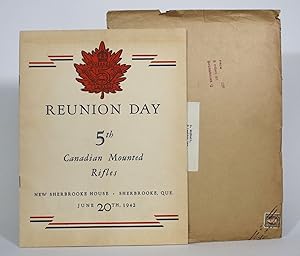 REUNION DAY
5th
Canadian Mounted
Rifles
NEW SHERBROOKE HOUSE - SHERBROOKE, QUE.
JUNE 20TH, 1942